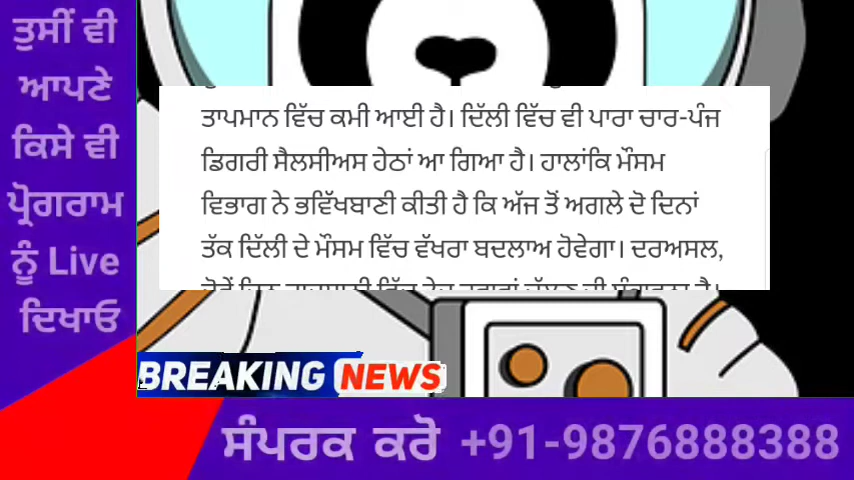 ਤੁਸੀਂ ਵੀ
ਆਪਣੇ
ਕਿਸੇ ਵੀ
ਪ੍ਰੋਗਰਾਮ
ਨੂੰ Live
ਦਿਖਾਓ
ਤਾਪਮਾਨ ਵਿੱਚ ਕਮੀ ਆਈ ਹੈ। ਦਿੱਲੀ ਵਿੱਚ ਵੀ ਪਾਰਾ ਚਾਰ-ਪੰਜ
ਡਿਗਰੀ ਸੈਲਸੀਅਸ ਹੇਠਾਂ ਆ ਗਿਆ ਹੈ। ਹਾਲਾਂਕਿ ਮੌਸਮ
ਵਿਭਾਗ ਨੇ ਭਵਿੱਖਬਾਣੀ ਕੀਤੀ ਹੈ ਕਿ ਅੱਜ ਤੋਂ ਅਗਲੇ ਦੋ ਦਿਨਾਂ
ਤੱਕ ਦਿੱਲੀ ਦੇ ਮੌਸਮ ਵਿੱਚ ਵੱਖਰਾ ਬਦਲਾਅ ਹੋਵੇਗਾ। ਦਰਅਸਲ,
BREAKING NEWS
ਸੰਪਰਕ ਕਰੋ +91-9876888388